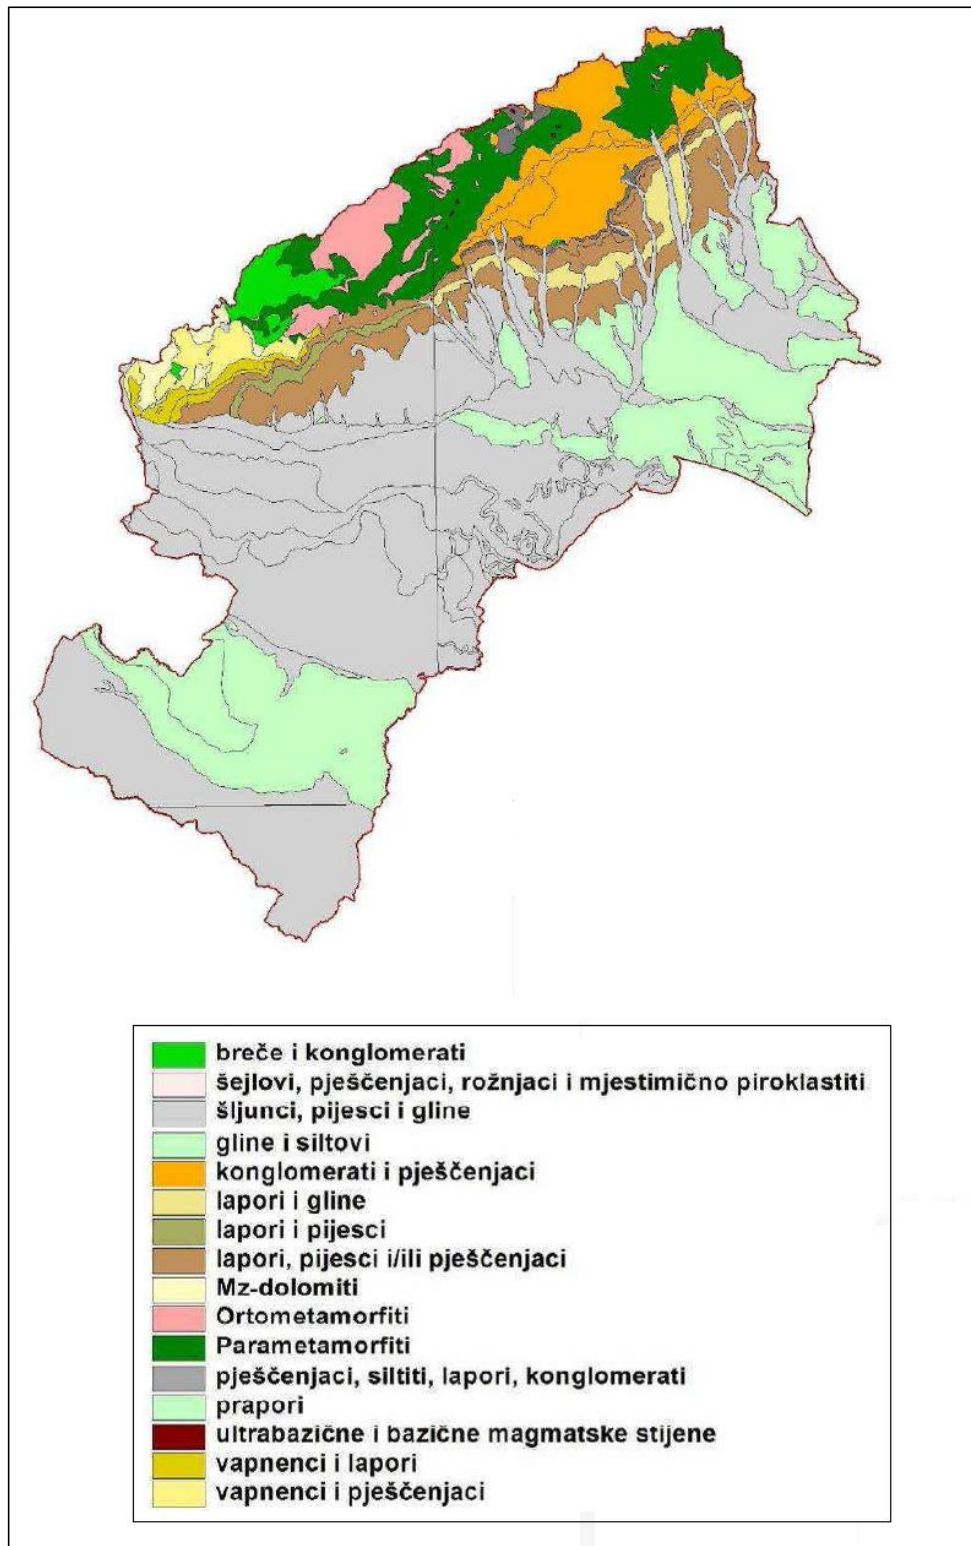 breče i konglomerati
šejlovi, pješčenjaci, rožnjaci i mjestimično piroklastiti
šljunci, pijesci i gline
gline i siltovi
konglomerati i pješčenjaci
lapori i gline
lapori i pijesci
lapori, pijesci i/ili pješčenjaci
Mz-dolomiti
Ortometamorfiti
Parametamorfiti
pješčenjaci, siltiti, lapori, konglomerati
prapori
ultrabazične i bazične magmatske stijene
vapnenci i lapori
vapnenci i pješčenjaci